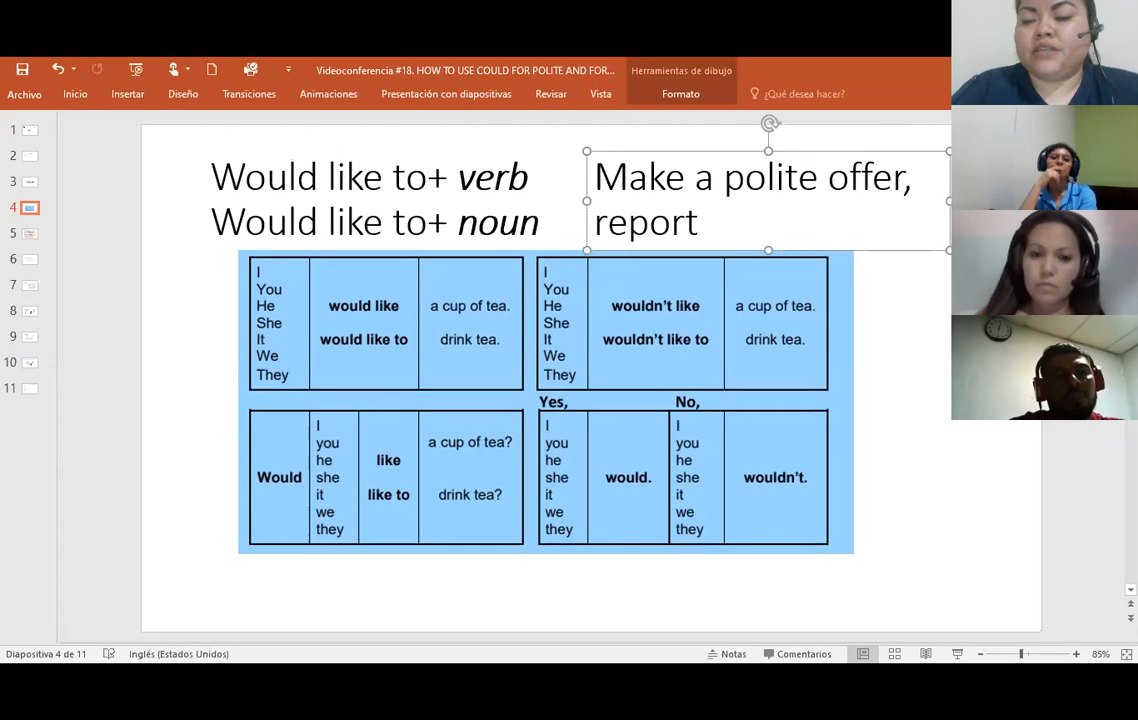 Videoconferencia #18. HOW TO USE COULD FOR POLITE AND FOR...
Herramientas de dibujo
Archivo
Inicio
Insertar
Diseño
Transiciones
Animaciones
Presentación con diapositivas
Revisar
Vista
Formato
¿Qué desea hacer?
1
2
3
4
5
6
7
8
9
10
11
Would like to+ verb
Would like to+ noun
Make a polite offer,
report
I
You
He
She
It
We
They
would like
would like to
a cup of tea.
drink tea.
I
You
He
She
It
We
They
wouldn't like
wouldn't like to
a cup of tea.
drink tea.
Would
I
you
he
she
it
we
they
like
like to
a cup of tea?
drink tea?
Yes,
I
you
he
she
it
we
they
would.
No,
I
you
he
she
it
we
they
wouldn't.
Diapositiva 4 de 11
Inglés (Estados Unidos)
Notas
Comentarios
85%